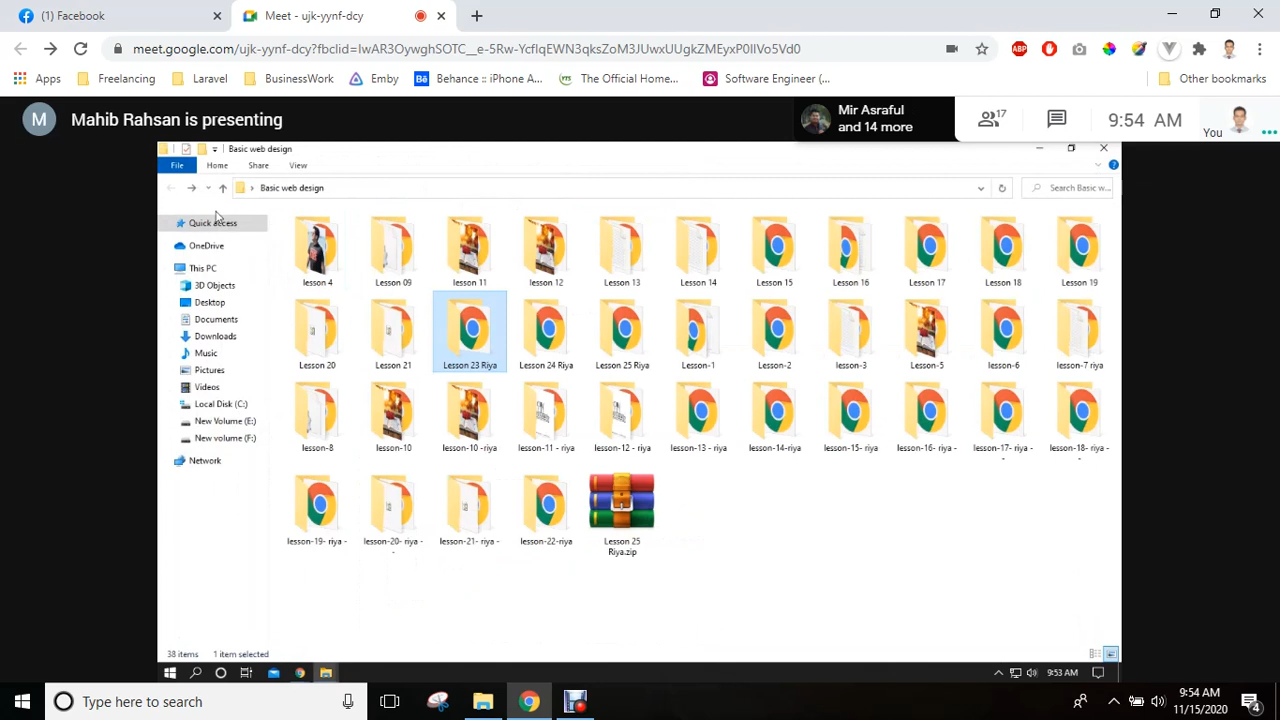 (1) Facebook
Meet - ujk-yynf-dcy
meet.google.com/ujk-yynf-dcy?fbclid=IwAR3OywghSOTC__e-5Rw-YcfIqEWN3qksZoM3JUwxUUgkZMEyxP0IIVo5Vd0
Apps Freelancing Laravel BusinessWork Emby Behance :: iPhone A... The Official Home... Software Engineer (... Other bookmarks
ABP
M Mahib Rahsan is presenting
Mir Asraful
and 14 more
17
9:54 AM
You
Basic web design
File Home Share View
Basic web design
Search Basic w...
Quick access
OneDrive
This PC
3D Objects
Desktop
Documents
Downloads
Music
Pictures
Videos
Local Disk (C:)
New Volume (E:)
New volume (F:)
Network
lesson 4 Lesson 09 lesson 11 lesson 12 Lesson 13 Lesson 14 Lesson 15 Lesson 16 Lesson 17 Lesson 18 Lesson 19
Lesson 20 Lesson 21 Lesson 23 Riya Lesson 24 Riya Lesson 25 Riya Lesson-1 Lesson-2 lesson-3 Lesson-5 lesson-6 lesson-7 riya
lesson-8 lesson-10 lesson-10 -riya lesson-11 - riya lesson-12 - riya lesson-13 - riya lesson-14-riya lesson-15- riya lesson-16- riya - lesson-17- riya - - lesson-18- riya - -
lesson-19- riya - lesson-20- riya - - lesson-21- riya - lesson-22-riya Lesson 25
Riya.zip
38 items 1 item selected
9:53 AM
Type here to search
9:54 AM
11/15/2020
4